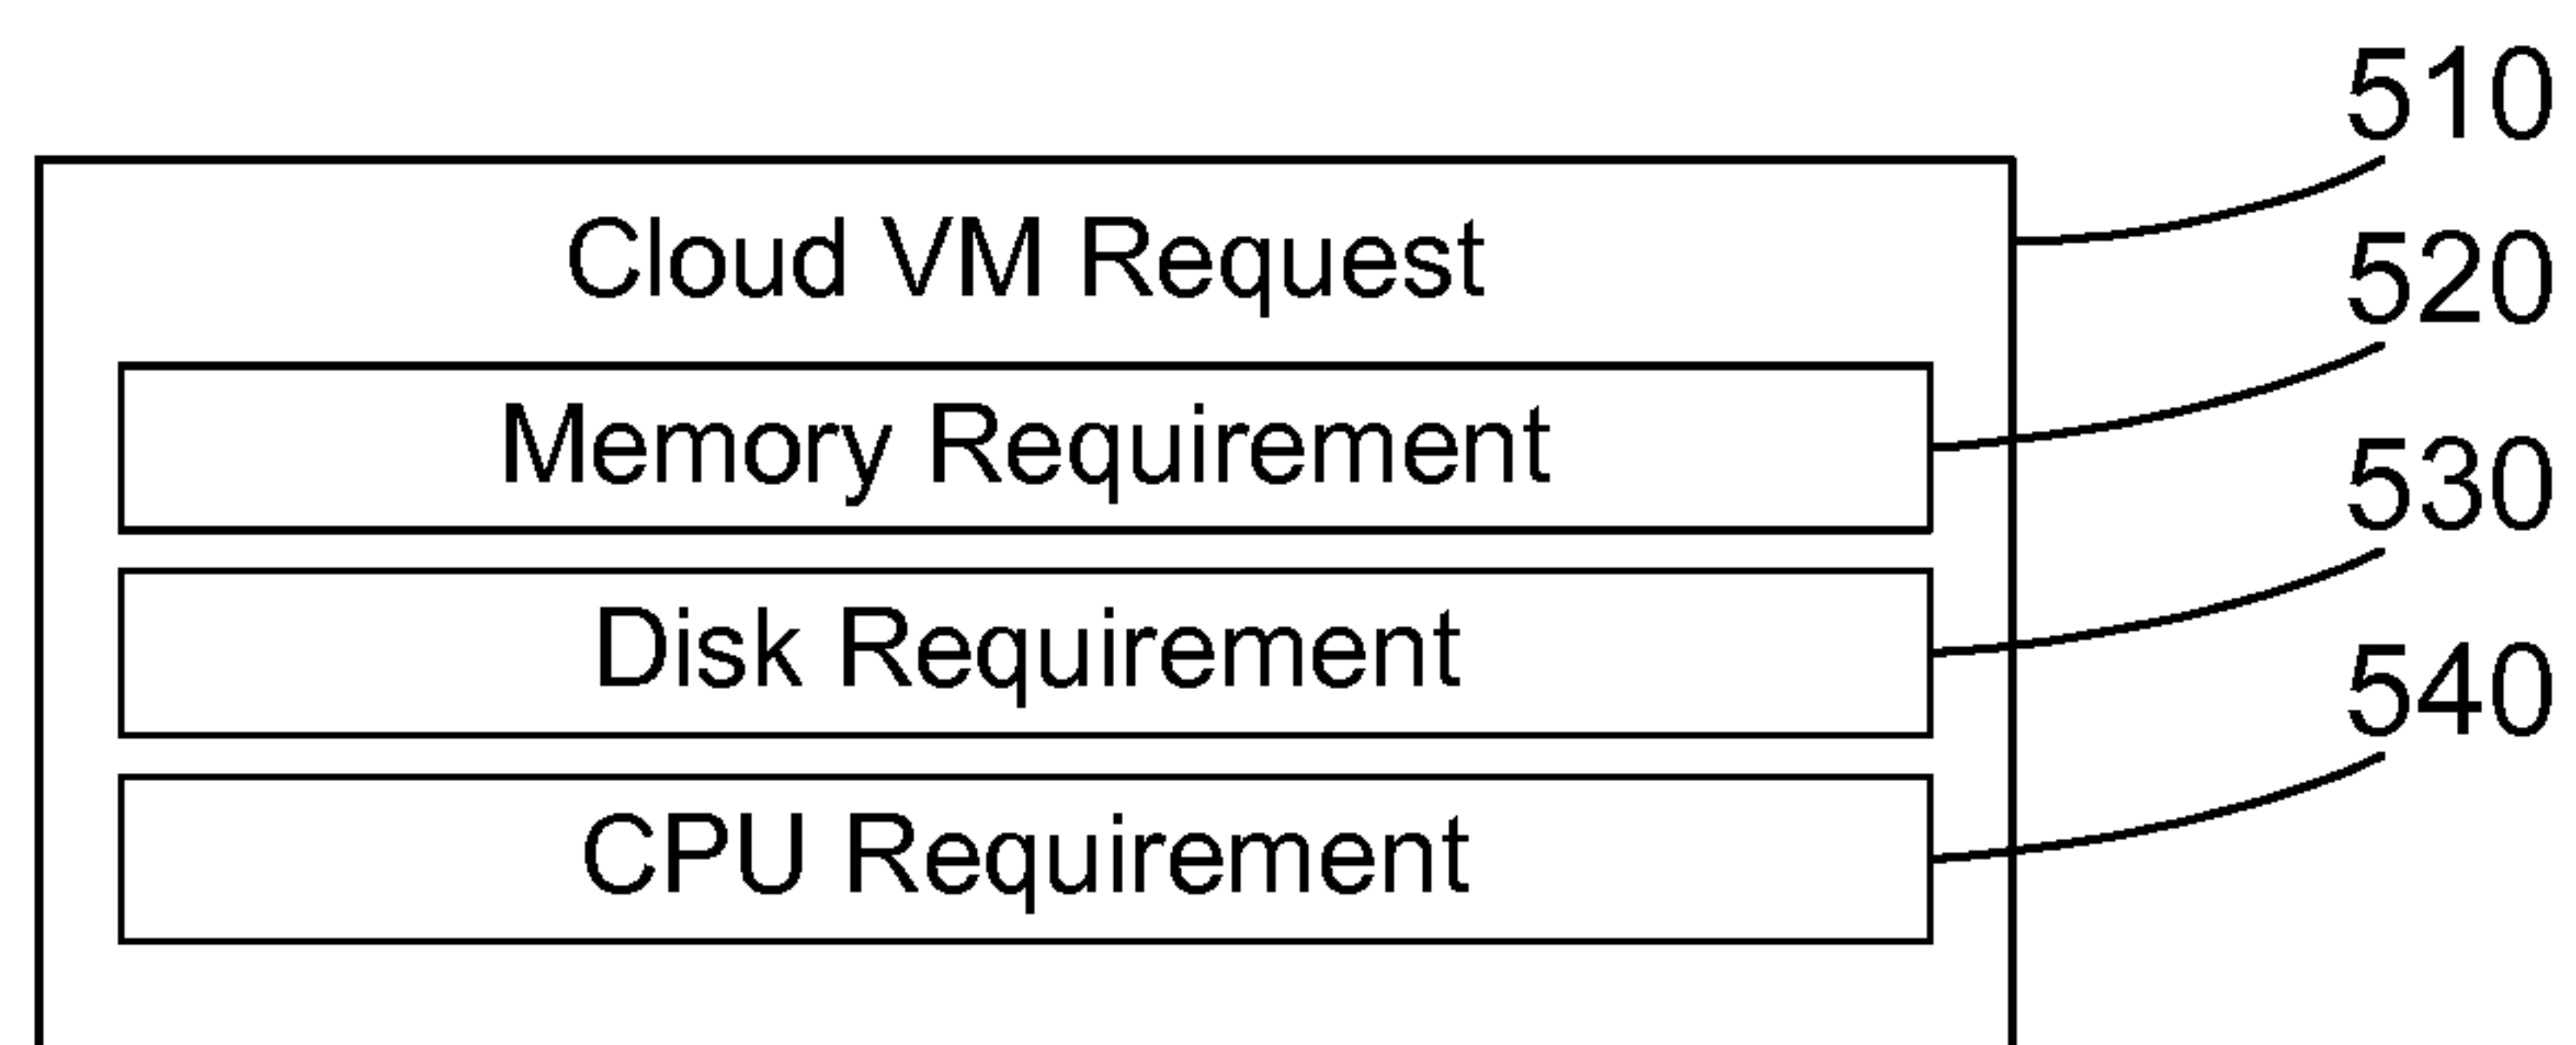 510
Cloud VM Request
520
Memory Requirement
530
Disk Requirement
540
CPU Requirement